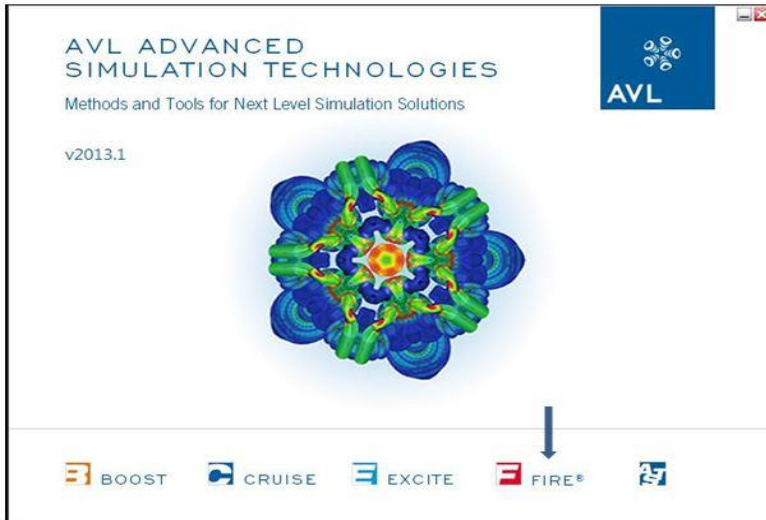 AVL ADVANCED
SIMULATION TECHNOLOGIES
Methods and Tools for Next Level Simulation Solutions
AVL
v2013.1
B BOOST C CRUISE E EXCITE F FIRE® AST